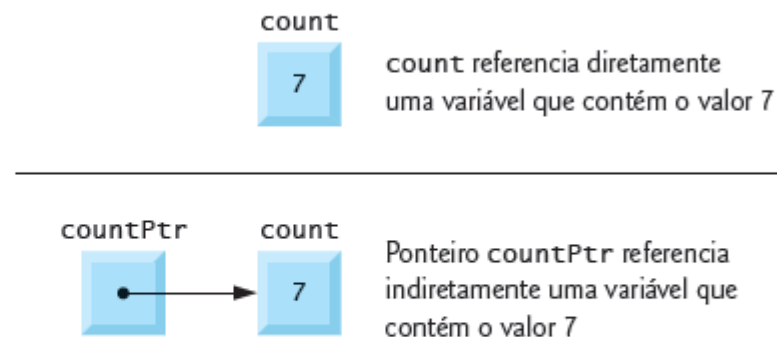 count
7
count referencia diretamente
uma variável que contém o valor 7
countPtr
count
7
Ponteiro countPtr referencia
indiretamente uma variável que
contém o valor 7